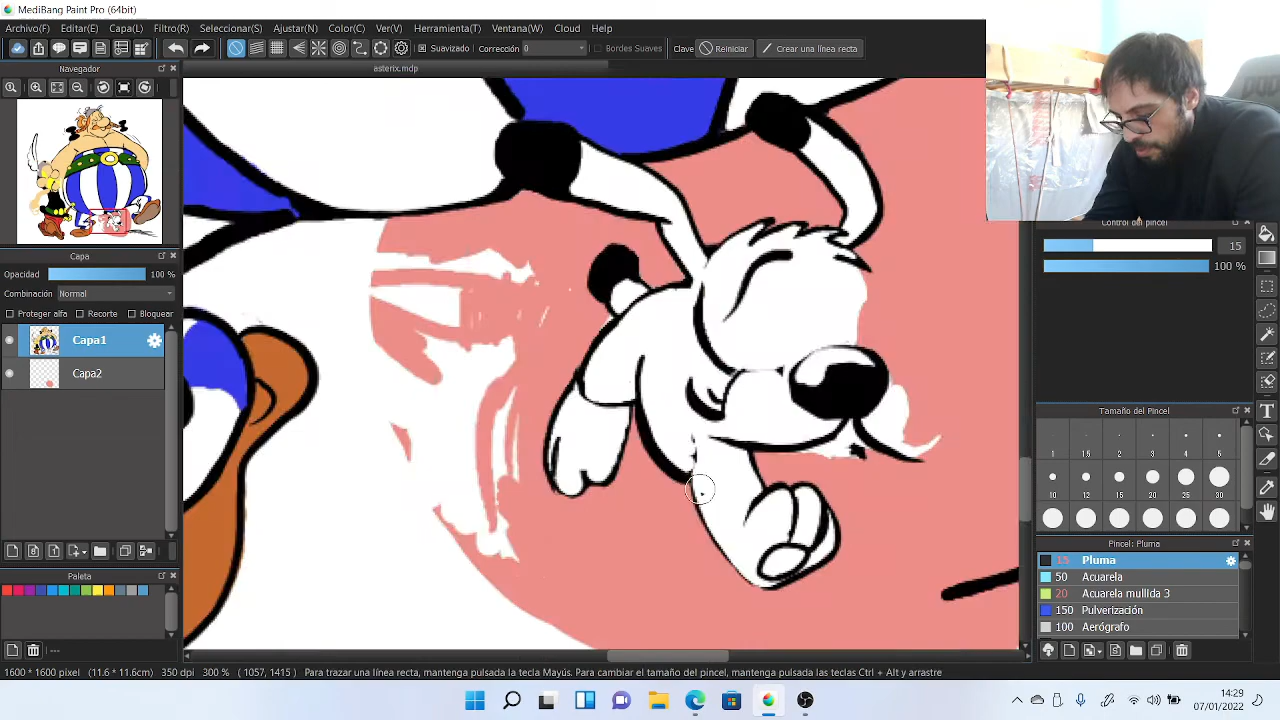 MediBang Paint Pro (64bit)
Archivo(F) Editar(E) Capa(L) Filtro(R) Seleccionar(S) Ajustar(N) Color(C) Ver(V) Herramienta(T) Ventana(W) Cloud Help
Suavizado Corrección 0 Bordes Suaves Clave Reiniciar Crear una línea recta
Navegador
asterix.mdp
Capa
Opacidad 100 %
Combinación Normal
Protger alfa Recorte Bloquear
Capa1
Capa2
Paleta
---
Control del pincel
15
100 %
Tamaño del Pincel
1 1.5 2 3 4 5
7 10 12 15 20 25 30
Pincel: Pluma
15 Pluma
50 Acuarela
20 Acuarela mullida 3
150 Pulverización
100 Aerógrafo
1600 * 1600 pixel (11.6 * 11.6cm) 350 dpi 300 % ( 1057, 1415 ) Para trazar una línea recta, mantenga pulsada la tecla Mayús. Para cambiar el tamaño del pincel, mantenga pulsadas las teclas Ctrl + Alt y arrastre
14:29
07/01/2022